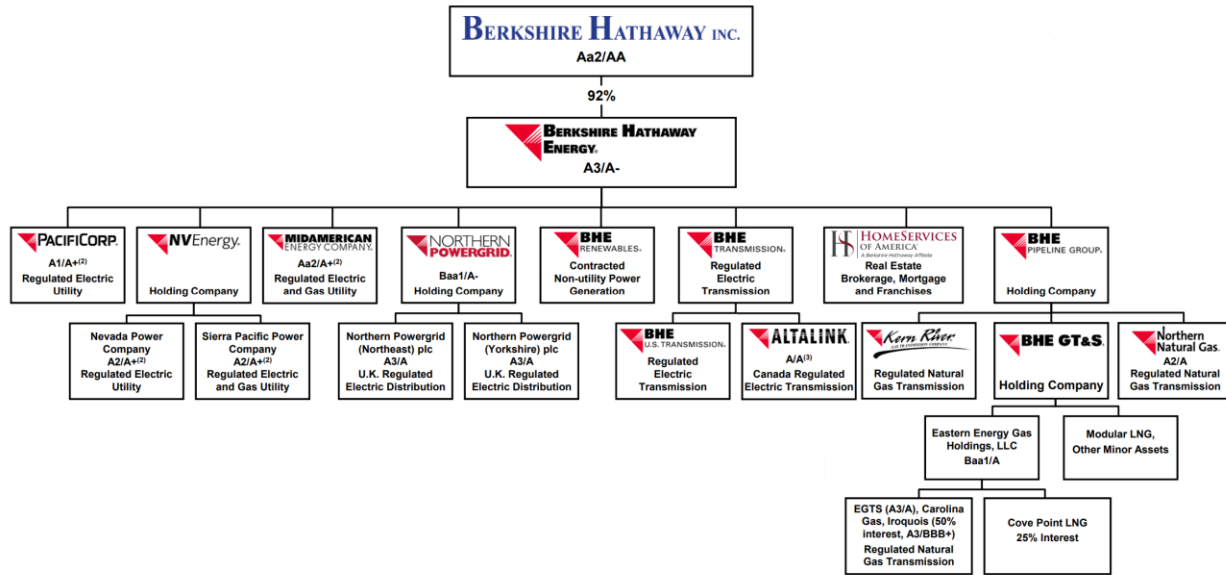 BERKSHIRE HATHAWAY INC.
Aa2/AA
92%
BERKSHIRE HATHAWAY
ENERGY®
A3/A-
PACIFICORP®
A1/A+(2)
Regulated Electric
Utility
NVEnergy®
Holding Company
MIDAMERICAN
ENERGY COMPANY®
Aa2/A+(2)
Regulated Electric
and Gas Utility
NORTHERN
POWERGRID®
Baa1/A-
Holding Company
BHE
RENEWABLES®
Contracted
Non-utility Power
Generation
BHE
TRANSMISSION®
Regulated
Electric
Transmission
HS HOMESERVICES
OF AMERICA
A Berkshire Hathaway Affiliate
Real Estate
Brokerage, Mortgage
and Franchises
BHE
PIPELINE GROUP®
Holding Company
Nevada Power
Company
A2/A+(2)
Regulated Electric
Utility
Sierra Pacific Power
Company
A2/A+(2)
Regulated Electric
and Gas Utility
Northern Powergrid
(Northeast) plc
A3/A
U.K. Regulated
Electric Distribution
Northern Powergrid
(Yorkshire) plc
A3/A
U.K. Regulated
Electric Distribution
BHE
U.S. TRANSMISSION®
Regulated
Electric
Transmission
ALTALINK®
A/A(3)
Canada Regulated
Electric Transmission
Kern River
GAS TRANSMISSION COMPANY
Regulated Natural
Gas Transmission
BHE GT&S®
Holding Company
Northern
Natural Gas®
A2/A
Regulated Natural
Gas Transmission
Eastern Energy Gas
Holdings, LLC
Baa1/A
Modular LNG,
Other Minor Assets
EGTS (A3/A), Carolina
Gas, Iroquois (50%
interest, A3/BBB+)
Regulated Natural
Gas Transmission
Cove Point LNG
25% Interest